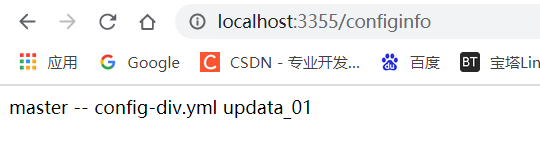 localhost:3355/configinfo
应用 Google CSDN - 专业开发... 百度 BT 宝塔Lin
master -- config-div.yml updata_01